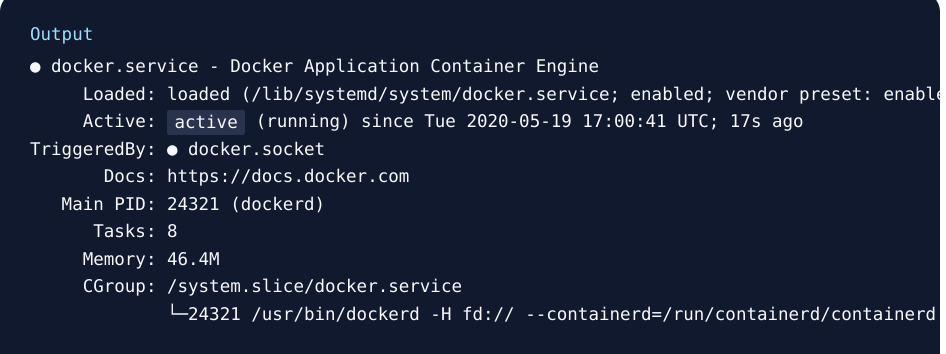 Output
● docker.service - Docker Application Container Engine
     Loaded: loaded (/lib/systemd/system/docker.service; enabled; vendor preset: enable
     Active: active (running) since Tue 2020-05-19 17:00:41 UTC; 17s ago
TriggeredBy: ● docker.socket
       Docs: https://docs.docker.com
   Main PID: 24321 (dockerd)
      Tasks: 8
     Memory: 46.4M
     CGroup: /system.slice/docker.service
             └─24321 /usr/bin/dockerd -H fd:// --containerd=/run/containerd/containerd